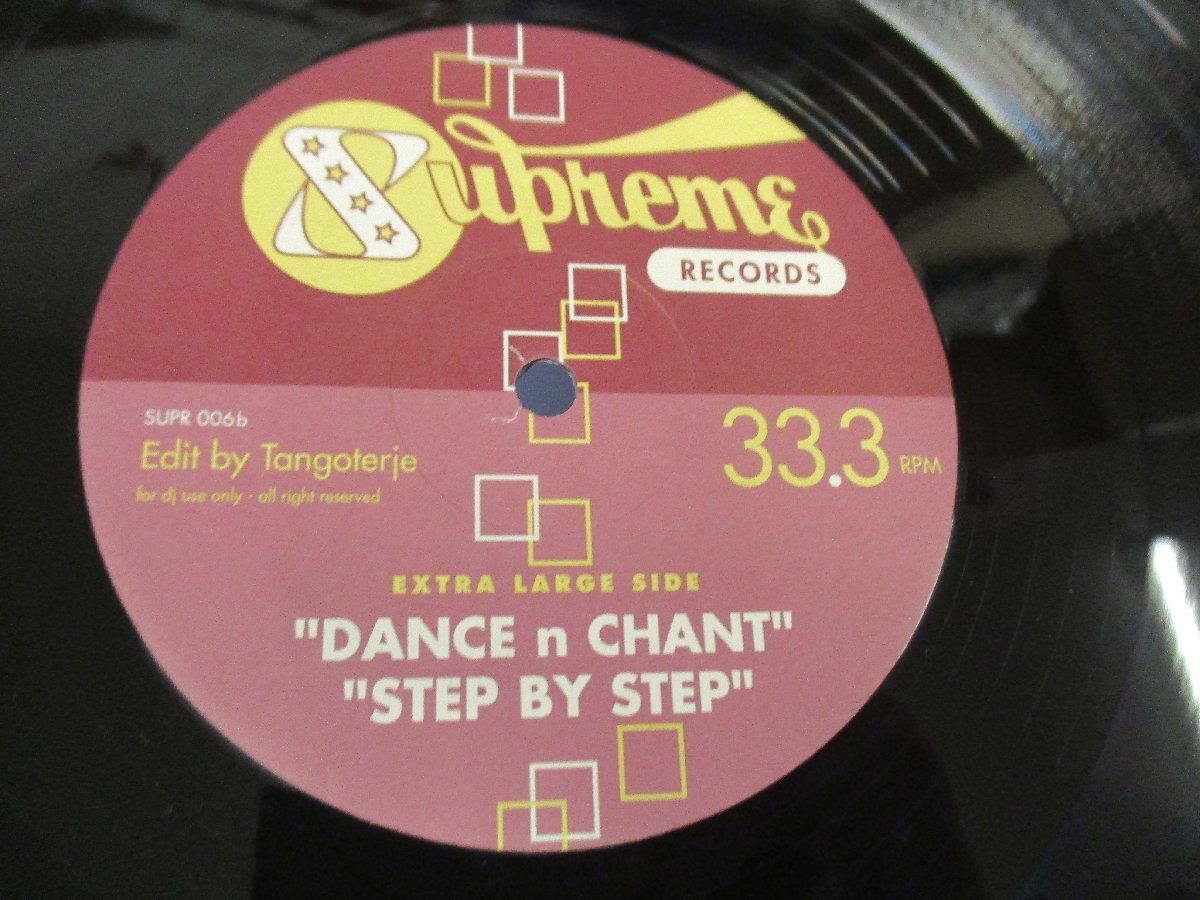 Supreme
RECORDS
SUPR 006b
Edit by Tangoterje
for dj use only - all right reserved
33.3 RPM
EXTRA LARGE SIDE
"DANCE n CHANT"
"STEP BY STEP"